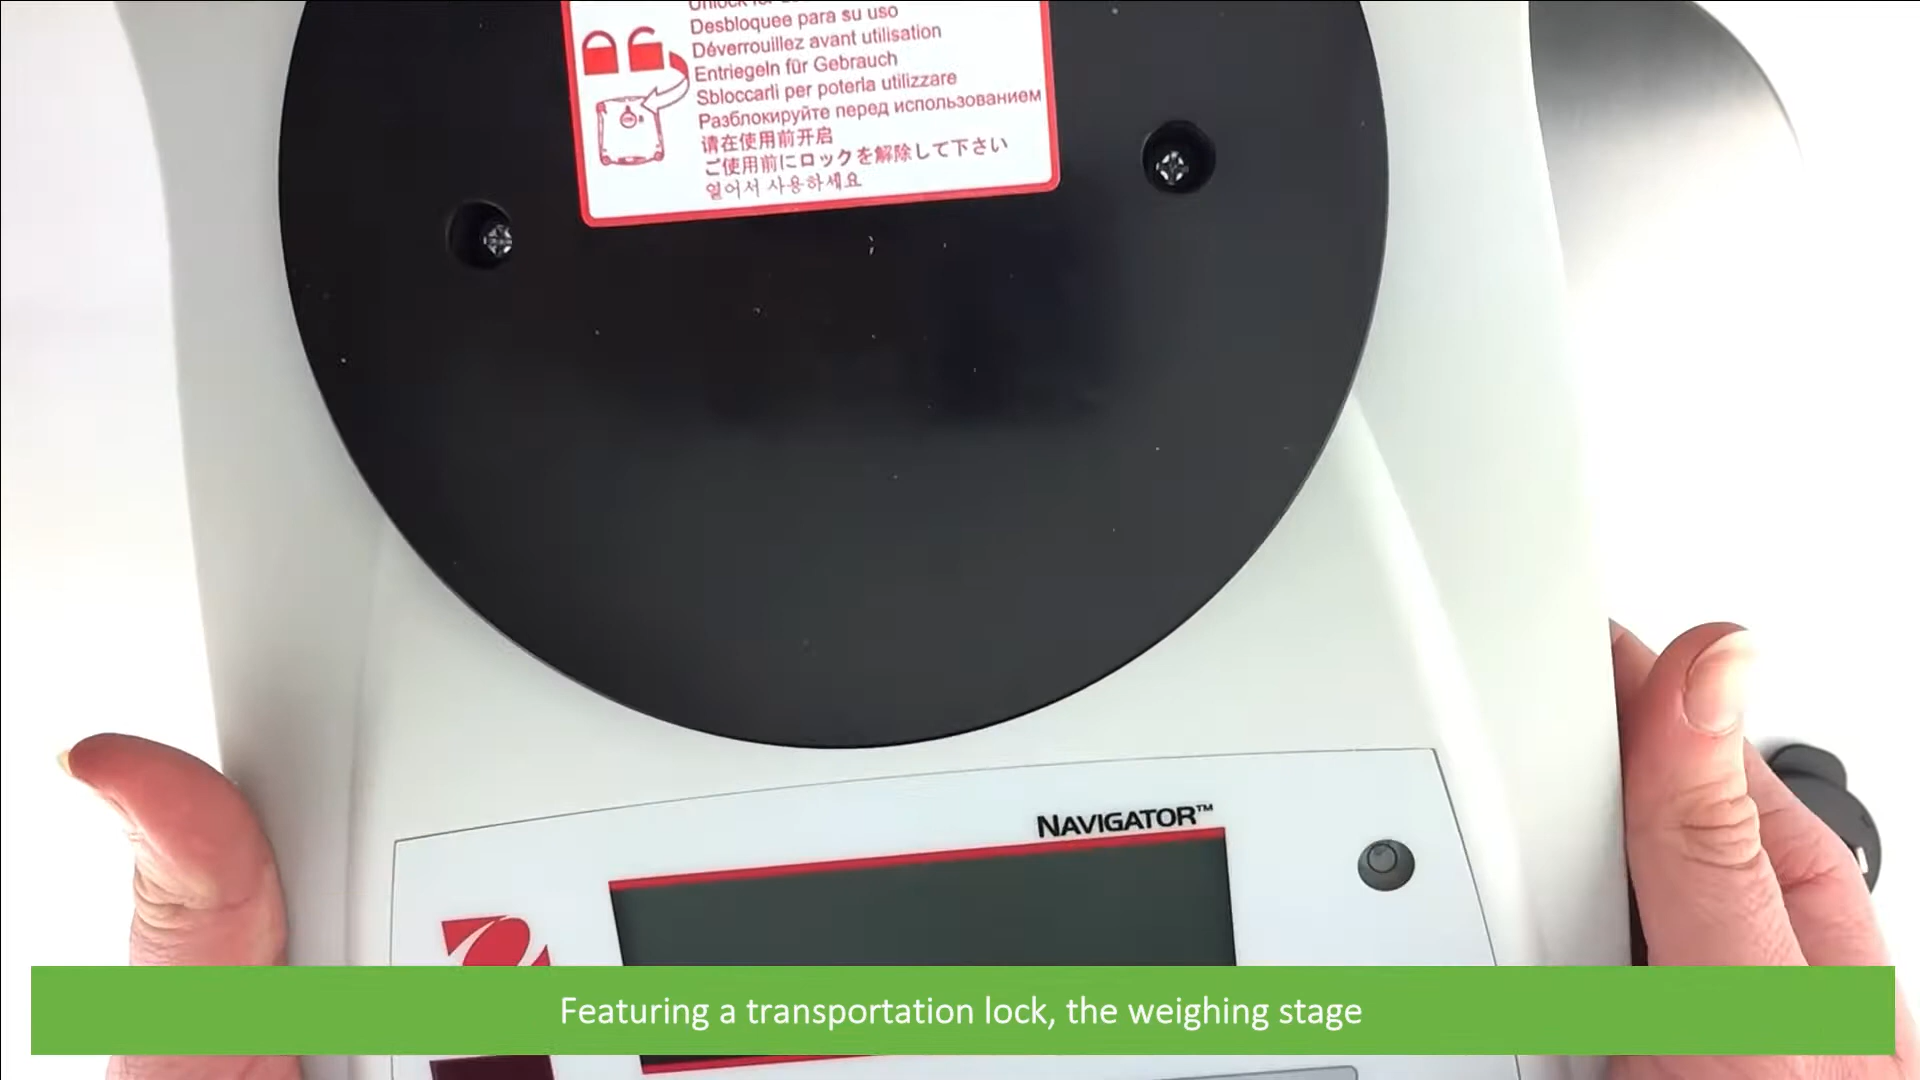 Unlock for
Desbloquee para su uso
Déverrouillez avant utilisation
Entriegeln für Gebrauch
Sbloccarli per poterla utilizzare
Разблокируйте перед использованием
请在使用前开启
ご使用前にロックを解除して下さい
열어서 사용하세요
NAVIGATOR™
Featuring a transportation lock, the weighing stage